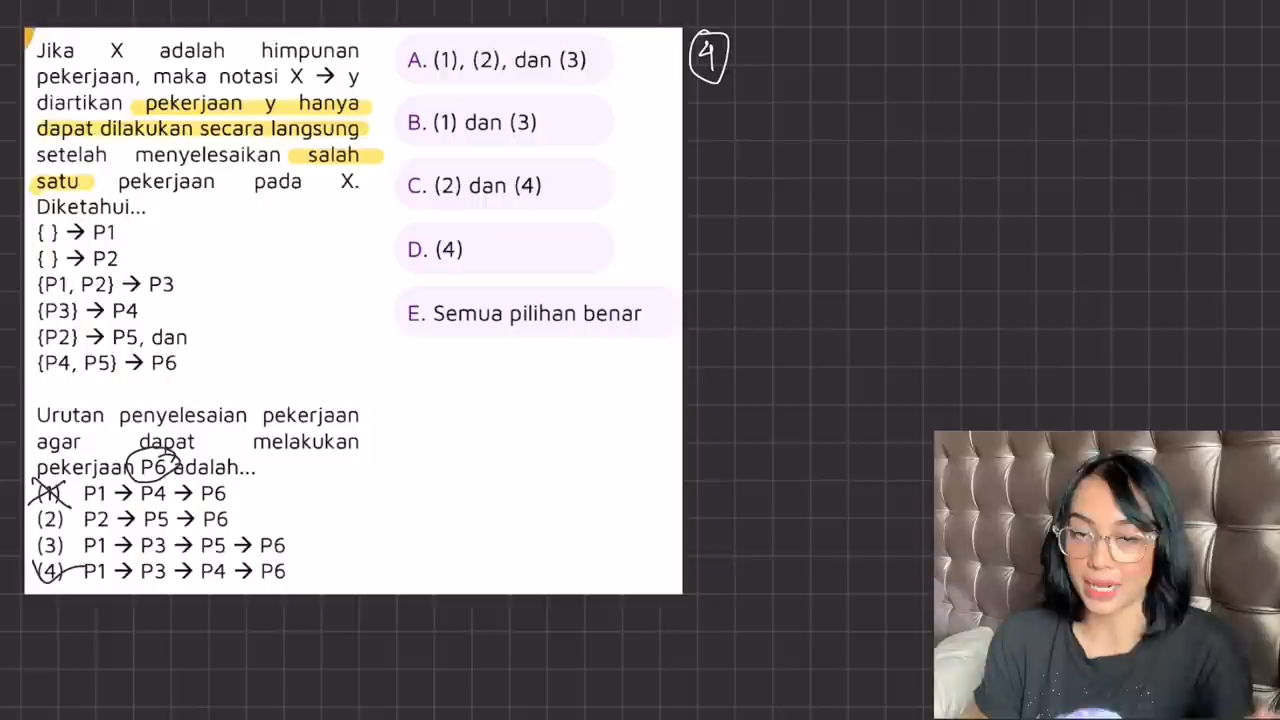 Jika X adalah himpunan
pekerjaan, maka notasi X → y
diartikan pekerjaan y hanya
dapat dilakukan secara langsung
setelah menyelesaikan salah
satu pekerjaan pada X.
Diketahui...
{ } → P1
{ } → P2
{P1, P2} → P3
{P3} → P4
{P2} → P5, dan
{P4, P5} → P6
Urutan penyelesaian pekerjaan
agar dapat melakukan
pekerjaan P6 adalah...
(1) P1 → P4 → P6
(2) P2 → P5 → P6
(3) P1 → P3 → P5 → P6
(4) P1 → P3 → P4 → P6
A. (1), (2), dan (3)
B. (1) dan (3)
C. (2) dan (4)
D. (4)
E. Semua pilihan benar
4